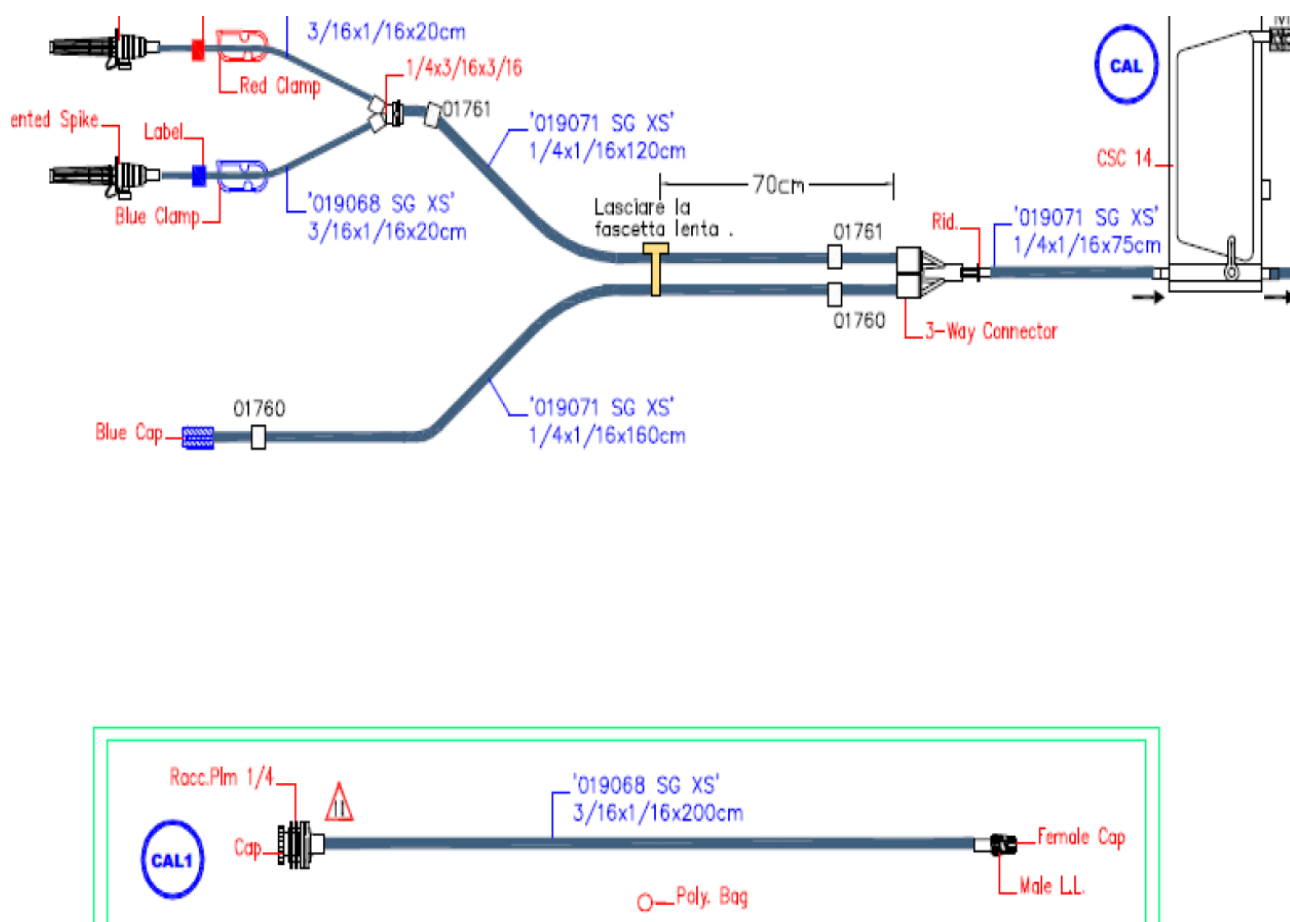 3/16x1/16x20cm
Red Clamp
1/4x3/16x3/16
01761
ented Spike
Label
Blue Clamp
'019068 SG XS'
3/16x1/16x20cm
'019071 SG XS'
1/4x1/16x120cm
70cm
Lasciare la
fascetta lenta .
01761
01760
Rid.
'019071 SG XS'
1/4x1/16x75cm
3-Way Connector
CAL
CSC 14
01760
Blue Cap
'019071 SG XS'
1/4x1/16x160cm
Racc.Plm 1/4
11
CAL1
Cap
'019068 SG XS'
3/16x1/16x200cm
Female Cap
Male L.L.
Poly. Bag